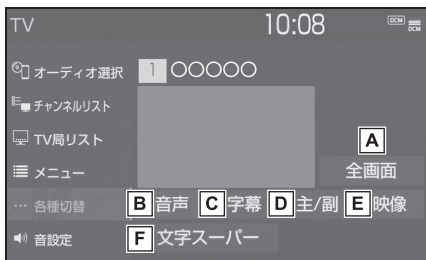 TV 10:08 DCM DCM
オーディオ選択 1 〇〇〇〇〇
チャンネルリスト
TV局リスト
A
メニュー 全画面
各種切替 B 音声 C 字幕 D 主/副 E 映像
音設定 F 文字スーパー